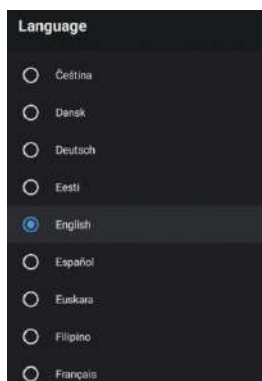 Language
Čeština
Dansk
Deutsch
Eesti
English
Español
Euskara
Filipino
Français